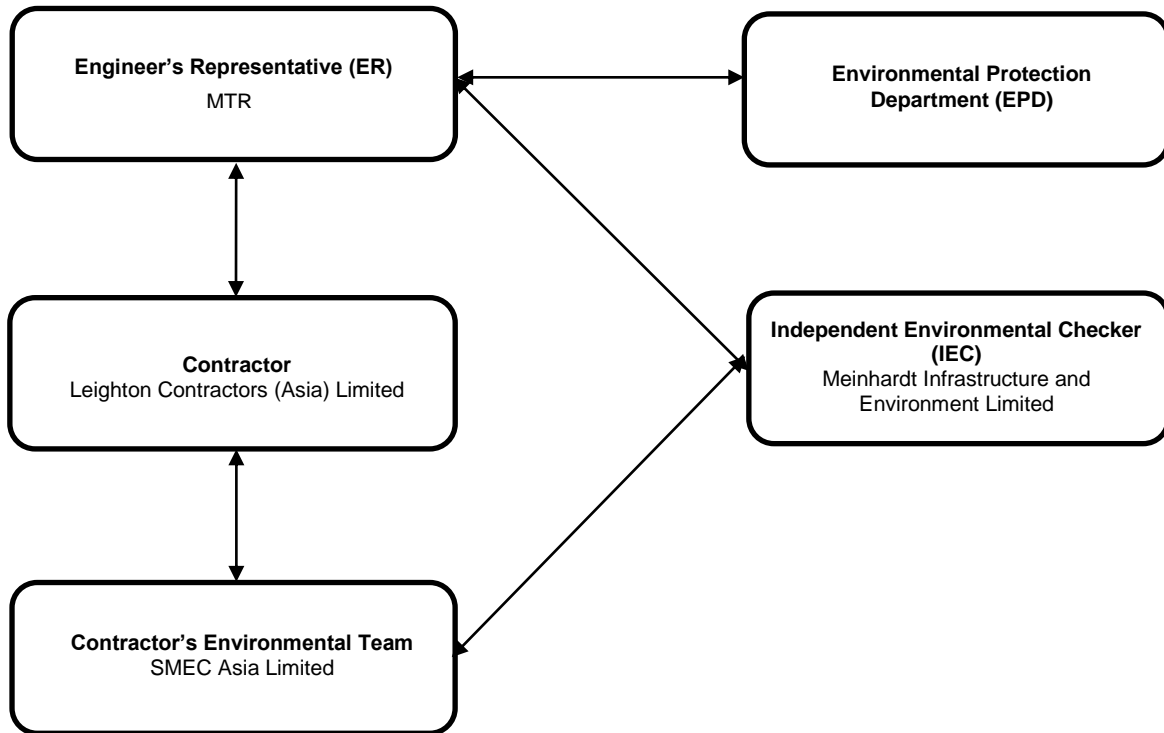 Engineer’s Representative (ER)
MTR
Environmental Protection
Department (EPD)
Contractor
Leighton Contractors (Asia) Limited
Independent Environmental Checker
(IEC)
Meinhardt Infrastructure and
Environment Limited
Contractor’s Environmental Team
SMEC Asia Limited